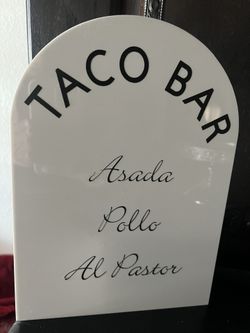 TACO BAR
Asada
Pollo
Al Pastor